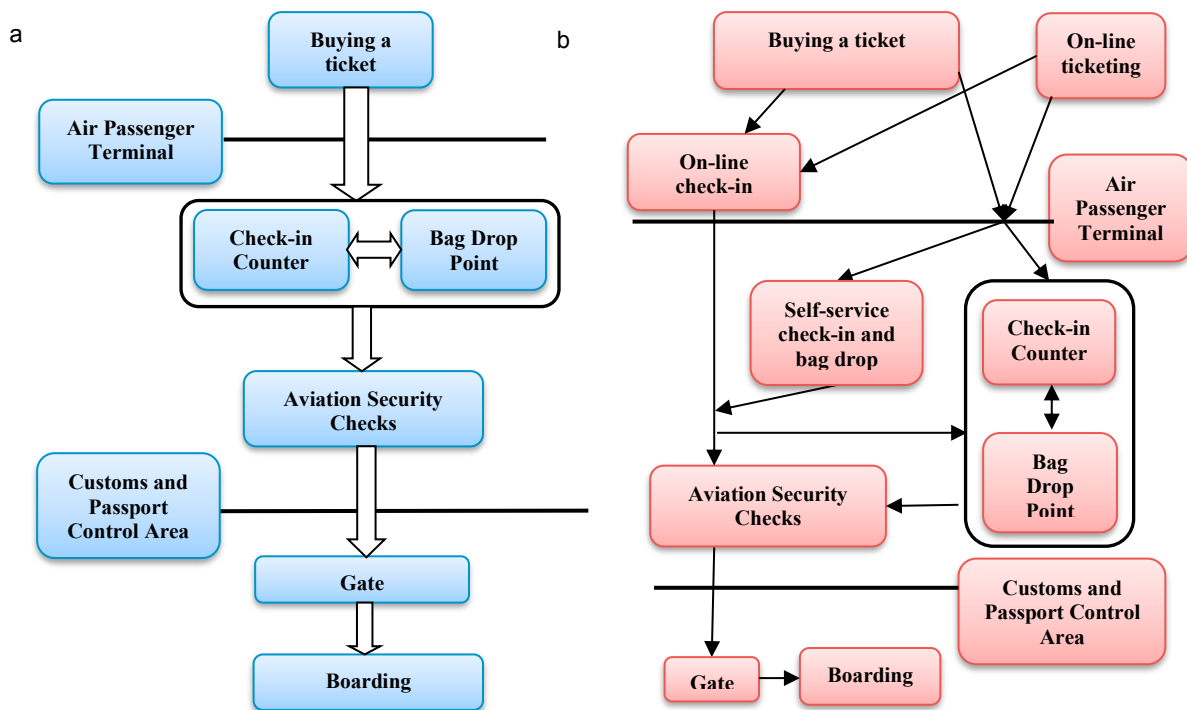 a
Buying a
ticket
Air Passenger
Terminal
Check-in
Counter
Bag Drop
Point
Aviation Security
Checks
Customs and
Passport
Control Area
Gate
Boarding
b
Buying a ticket
On-line
ticketing
On-line
check-in
Air
Passenger
Terminal
Self-service
check-in and
bag drop
Check-in
Counter
Bag
Drop
Point
Aviation Security
Checks
Customs and
Passport Control
Area
Gate
Boarding